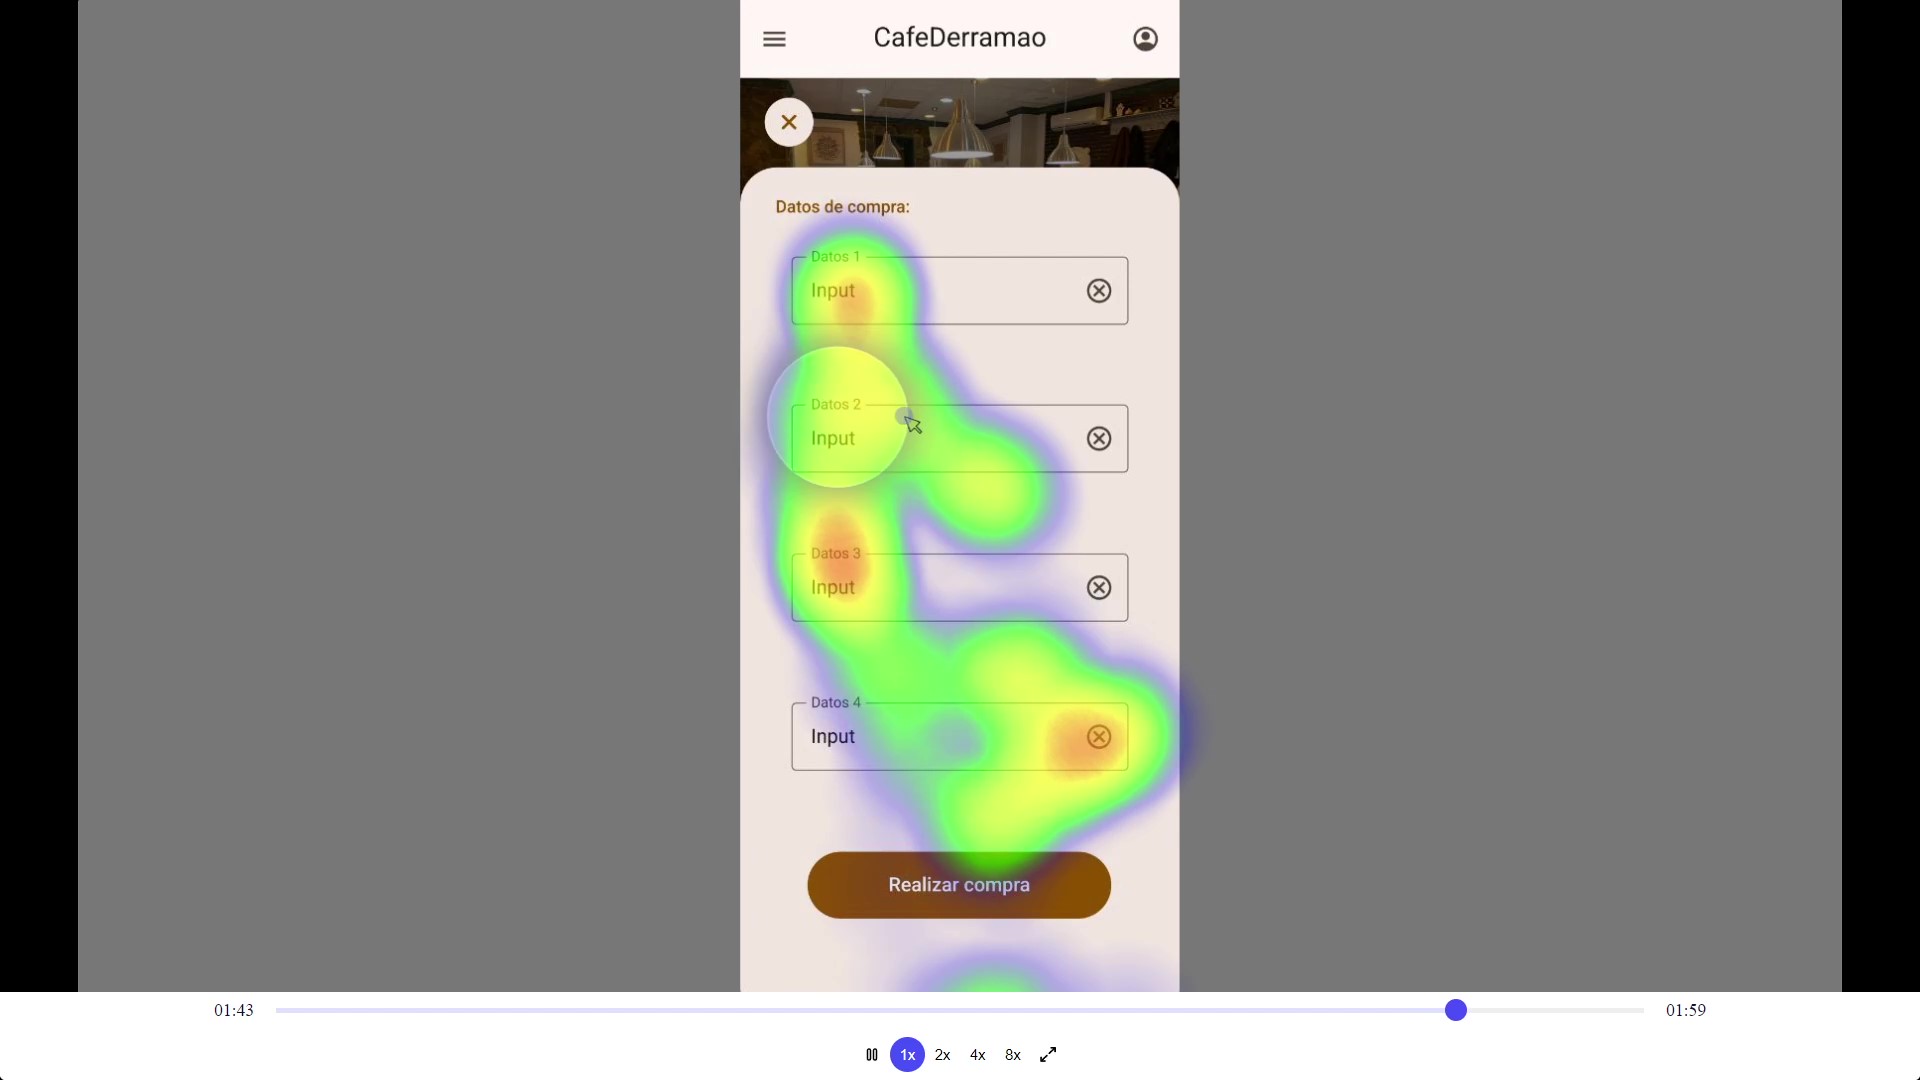 CafeDerramao
Datos de compra:
Datos 1
Input
Datos 2
Input
Datos 3
Input
Datos 4
Input
Realizar compra
01:43
01:59
1x 2x 4x 8x